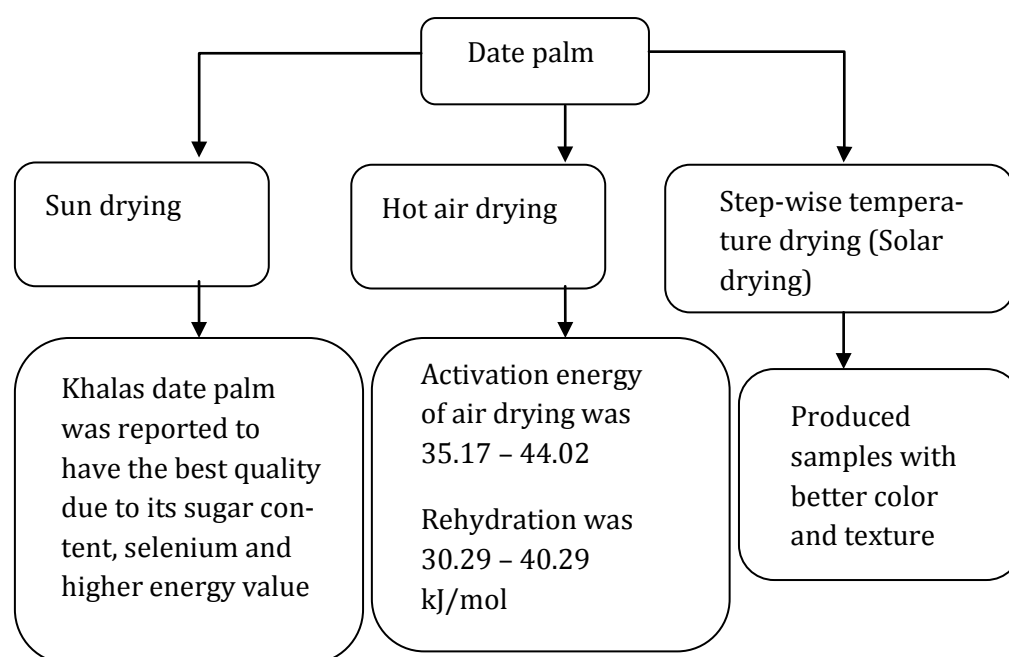 Date palm
Sun drying
Hot air drying
Step-wise tempera-
ture drying (Solar
drying)
Khalas date palm
was reported to
have the best quality
due to its sugar con-
tent, selenium and
higher energy value
Activation energy
of air drying was
35.17 – 44.02
Rehydration was
30.29 – 40.29
kJ/mol
Produced
samples with
better color
and texture